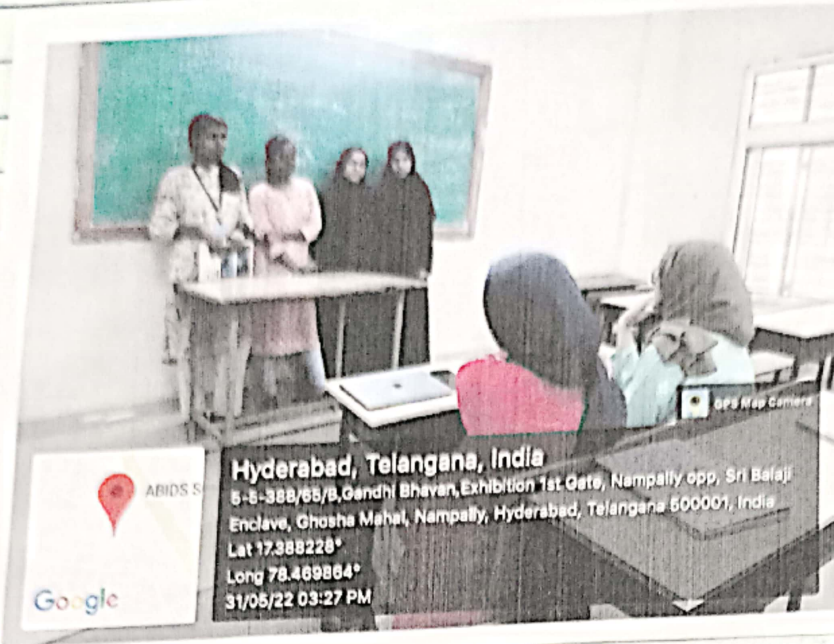 GPS Map Camera
ABIDS S
Google
Hyderabad, Telangana, India
5-5-388/65/B,Gandhi Bhavan,Exhibition 1st Gate, Nampally opp, Sri Balaji
Enclave, Ghosha Mahal, Nampally, Hyderabad, Telangana 500001, India
Lat 17.388228°
Long 78.469864°
31/05/22 03:27 PM